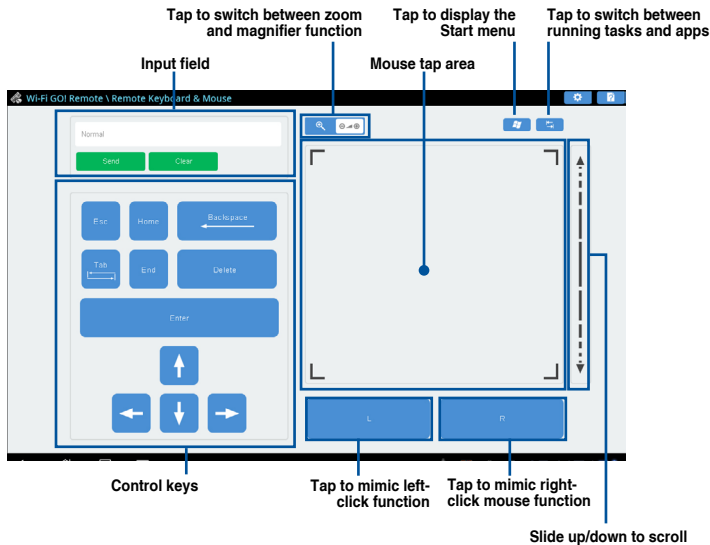 Tap to switch between zoom
and magnifier function
Tap to display the
Start menu
Tap to switch between
running tasks and apps
Input field
Mouse tap area
Wi-Fi GO! Remote \ Remote Keyboard & Mouse
Normal
Send
Clear
Esc
Home
Backspace
Tab
End
Delete
Enter
L
R
Control keys
Tap to mimic left-
click function
Tap to mimic right-
click mouse function
Slide up/down to scroll